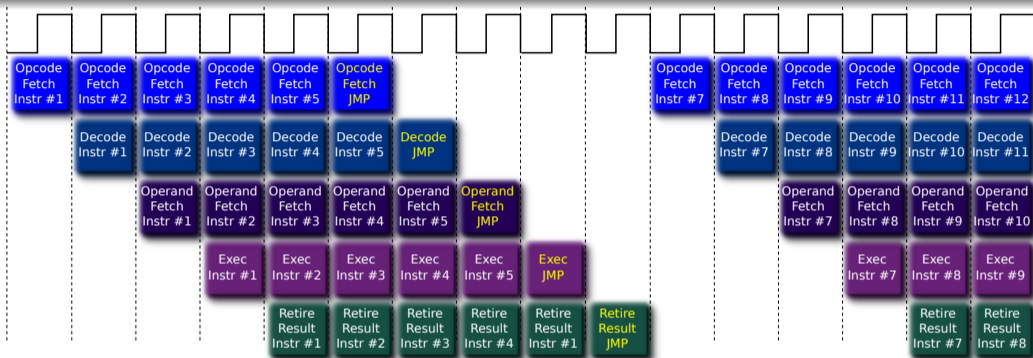 Opcode Fetch Instr #1
Opcode Fetch Instr #2
Opcode Fetch Instr #3
Opcode Fetch Instr #4
Opcode Fetch Instr #5
Opcode Fetch JMP
Opcode Fetch Instr #7
Opcode Fetch Instr #8
Opcode Fetch Instr #9
Opcode Fetch Instr #10
Opcode Fetch Instr #11
Opcode Fetch Instr #12
Decode Instr #1
Decode Instr #2
Decode Instr #3
Decode Instr #4
Decode Instr #5
Decode JMP
Decode Instr #7
Decode Instr #8
Decode Instr #9
Decode Instr #10
Decode Instr #11
Operand Fetch Instr #1
Operand Fetch Instr #2
Operand Fetch Instr #3
Operand Fetch Instr #4
Operand Fetch Instr #5
Operand Fetch JMP
Operand Fetch Instr #7
Operand Fetch Instr #8
Operand Fetch Instr #9
Operand Fetch Instr #10
Exec Instr #1
Exec Instr #2
Exec Instr #3
Exec Instr #4
Exec Instr #5
Exec JMP
Exec Instr #7
Exec Instr #8
Exec Instr #9
Retire Result Instr #1
Retire Result Instr #2
Retire Result Instr #3
Retire Result Instr #4
Retire Result Instr #1
Retire Result JMP
Retire Result Instr #7
Retire Result Instr #8